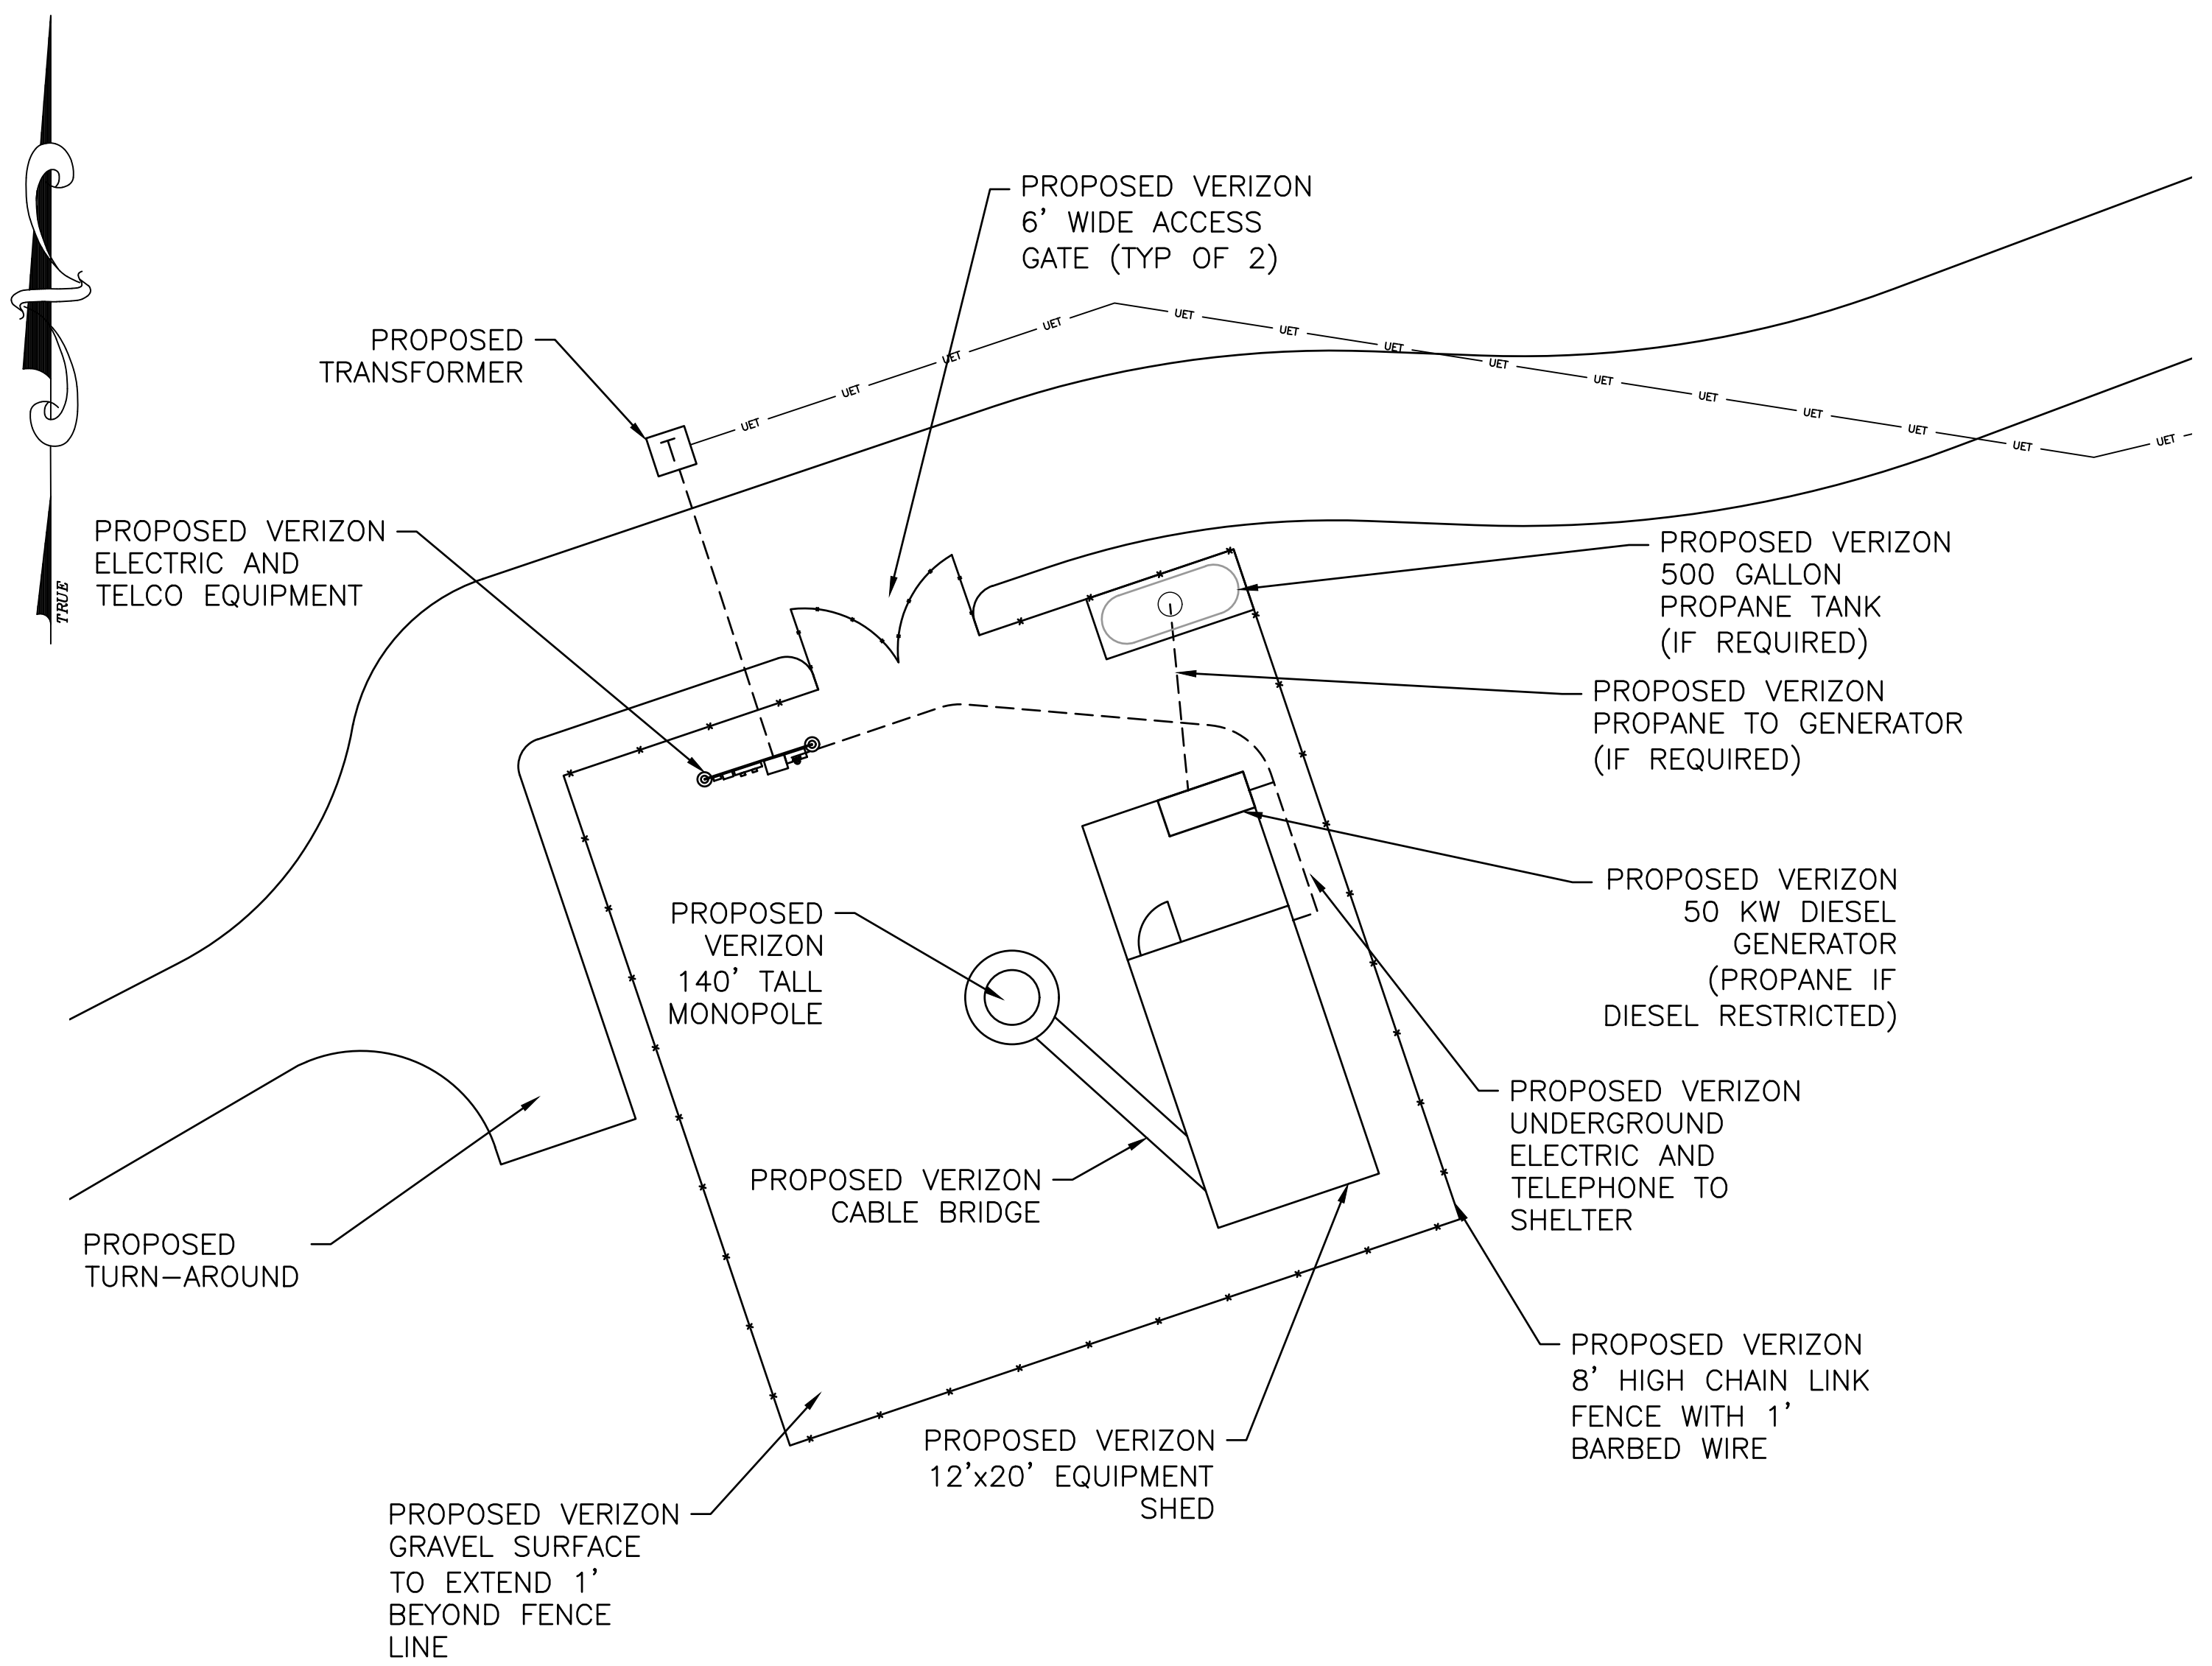 PROPOSED VERIZON
6' WIDE ACCESS
GATE (TYP OF 2)
UET
UET
UET
UET
UET
UET
UET
UET
UET
UET
UET
UET
UET
UET
PROPOSED
TRANSFORMER
T
PROPOSED VERIZON
ELECTRIC AND
TELCO EQUIPMENT
TRUE
PROPOSED VERIZON
500 GALLON
PROPANE TANK
(IF REQUIRED)
PROPOSED VERIZON
PROPANE TO GENERATOR
(IF REQUIRED)
PROPOSED VERIZON
50 KW DIESEL
GENERATOR
(PROPANE IF
DIESEL RESTRICTED)
PROPOSED
VERIZON
140' TALL
MONOPOLE
PROPOSED VERIZON
UNDERGROUND
ELECTRIC AND
TELEPHONE TO
SHELTER
PROPOSED VERIZON
CABLE BRIDGE
PROPOSED
TURN-AROUND
PROPOSED VERIZON
8' HIGH CHAIN LINK
FENCE WITH 1'
BARBED WIRE
PROPOSED VERIZON
12'x20' EQUIPMENT
SHED
PROPOSED VERIZON
GRAVEL SURFACE
TO EXTEND 1'
BEYOND FENCE
LINE